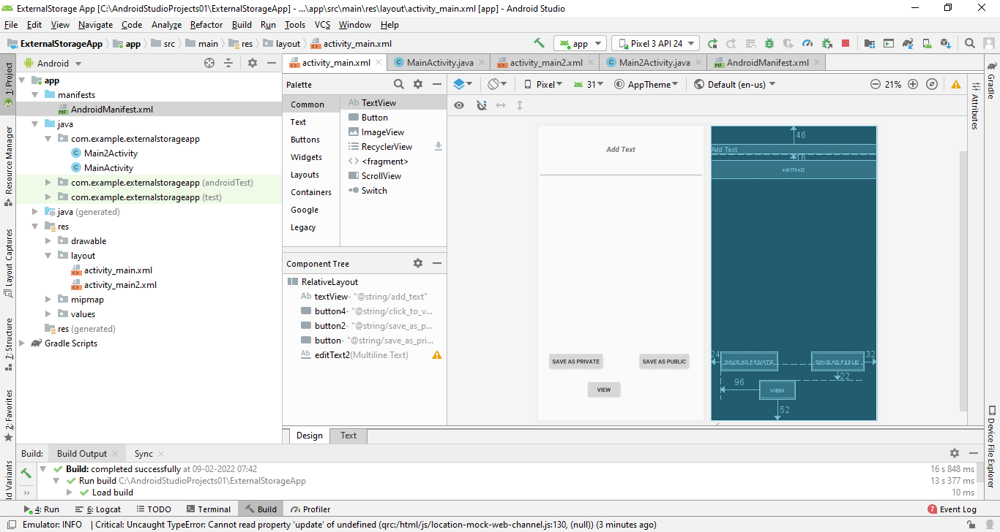 ExternalStorage App [C:\AndroidStudioProjects01\ExternalStorageApp] - ...\app\src\main\res\layout\activity_main.xml [app] - Android Studio
File Edit View Navigate Code Analyze Refactor Build Run Tools VCS Window Help
ExternalStorageApp app src main res layout activity_main.xml app Pixel 3 API 24
1: Project
Resource Manager
Layout Captures
7: Structure
2: Favorites
ld Variants
Android
app
manifests
AndroidManifest.xml
java
com.example.externalstorageapp
Main2Activity
MainActivity
com.example.externalstorageapp (androidTest)
com.example.externalstorageapp (test)
java (generated)
res
drawable
layout
activity_main.xml
activity_main2.xml
mipmap
values
res (generated)
Gradle Scripts
activity_main.xml MainActivity.java activity_main2.xml Main2Activity.java AndroidManifest.xml
Palette
Common
Text
Buttons
Widgets
Layouts
Containers
Google
Legacy
Ab TextView
Button
ImageView
RecyclerView
<fragment>
ScrollView
Switch
Component Tree
RelativeLayout
Ab textView- "@string/add_text"
button4- "@string/click_to_v...
button2- "@string/save_as_p...
button- "@string/save_as_pri...
Ab editText2(Multiline Text)
Pixel 31 AppTheme Default (en-us) 21%
Add Text
SAVE AS PRIVATE SAVE AS PUBLIC
VIEW
46
Add Text
16
editText2
24 SAVE AS PRIVATE SAVE AS PUBLIC 32
22
96 VIEW
52
Gradle
Attributes
Device File Explorer
Design Text
Build: Build Output Sync
Build: completed successfully at 09-02-2022 07:42 16 s 848 ms
Run build C:\AndroidStudioProjects01\ExternalStorageApp 13 s 377 ms
Load build 10 ms
4: Run 6: Logcat TODO Terminal Build Profiler 7 Event Log
Emulator: INFO | Critical: Uncaught TypeError: Cannot read property 'update' of undefined (qrc:/html/js/location-mock-web-channel.js:130, (null)) (3 minutes ago)